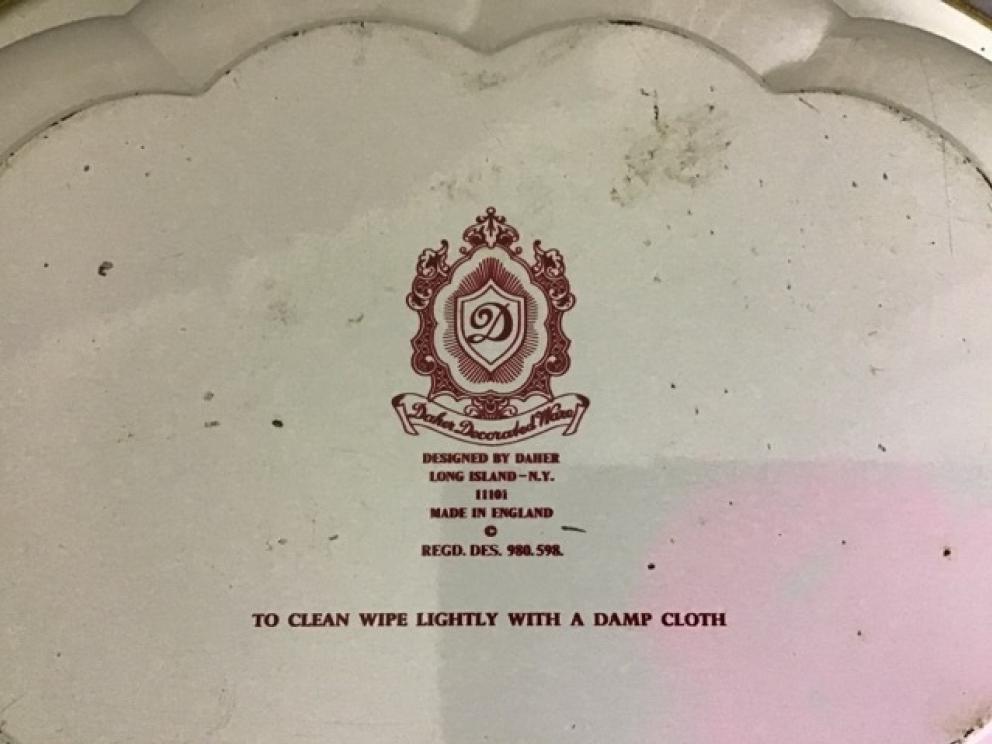 D
Daher Decorated Ware
DESIGNED BY DAHER
LONG ISLAND-N.Y.
11101
MADE IN ENGLAND
©
REGD. DES. 980.598.
TO CLEAN WIPE LIGHTLY WITH A DAMP CLOTH